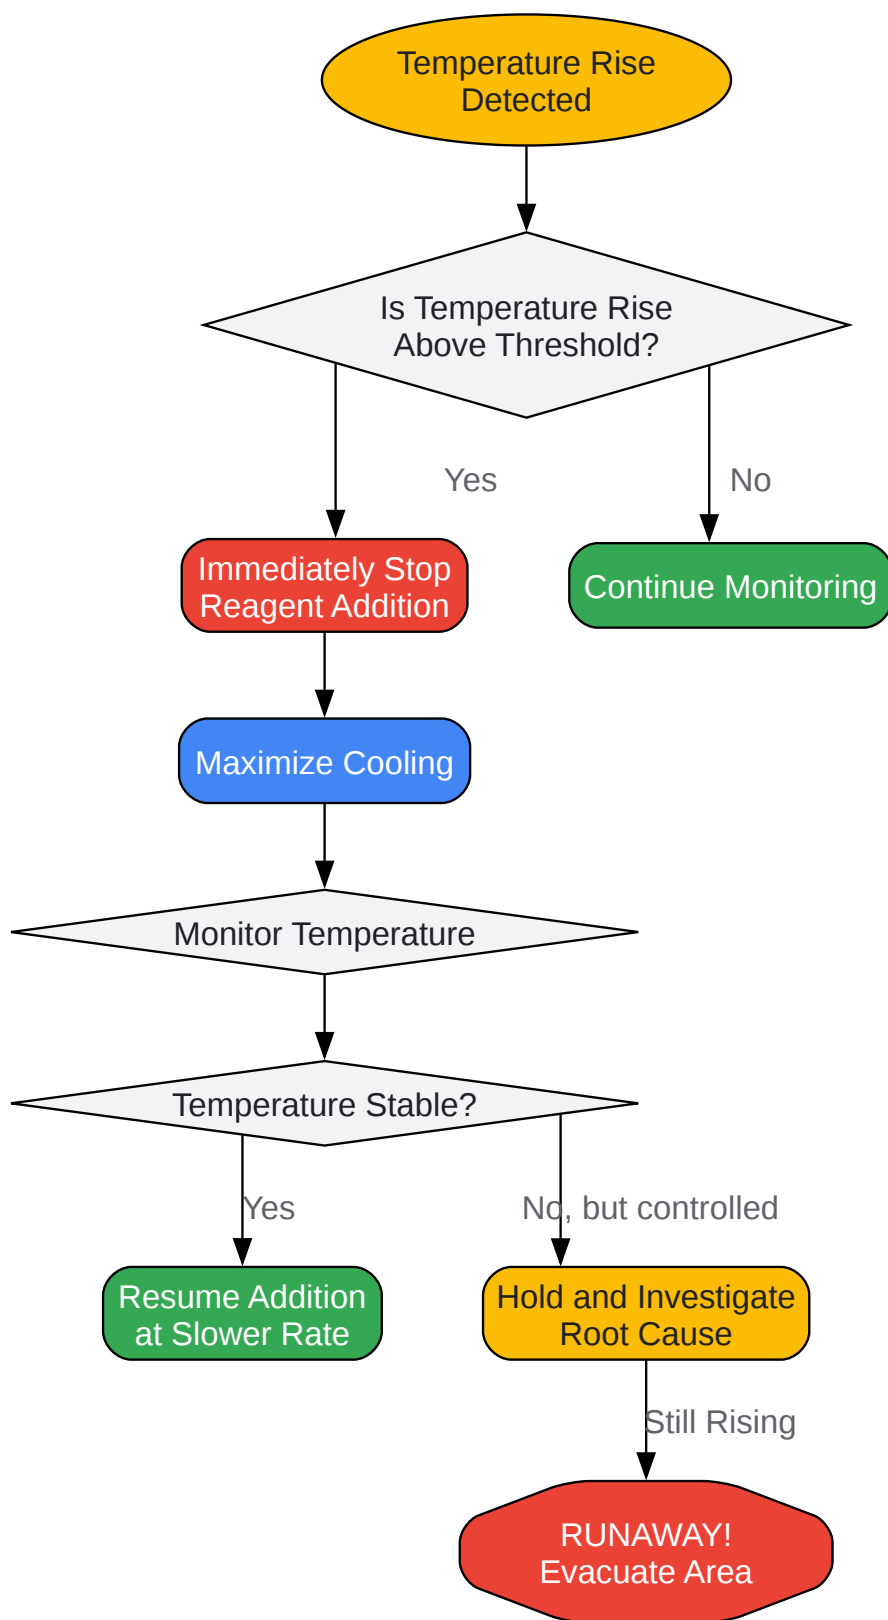 Temperature Rise
Detected
Is Temperature Rise
Above Threshold?
Yes
No
Immediately Stop
Reagent Addition
Continue Monitoring
Maximize Cooling
Monitor Temperature
Temperature Stable?
Yes
No, but controlled
Resume Addition
at Slower Rate
Hold and Investigate
Root Cause
Still Rising
RUNAWAY!
Evacuate Area